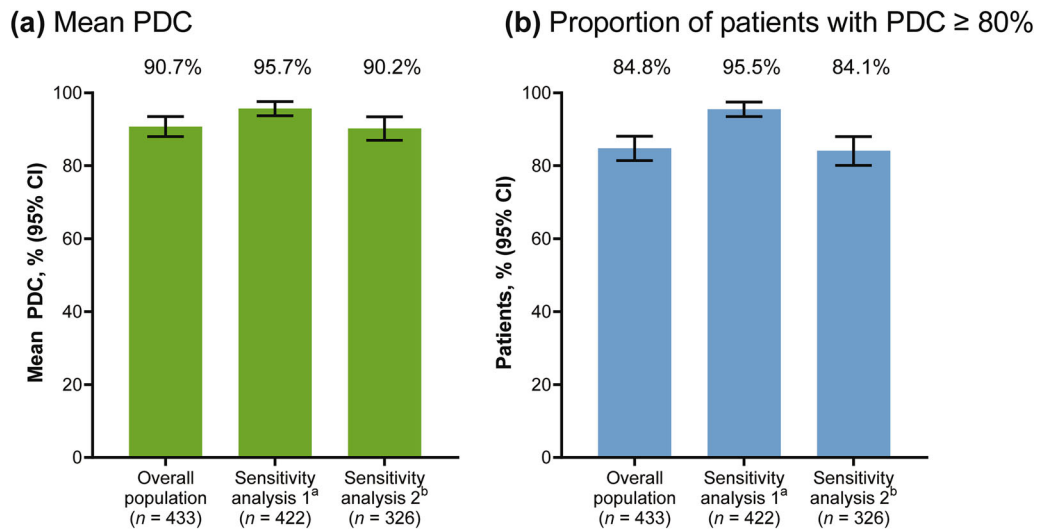 (a) Mean PDC
90.7% 95.7% 90.2%
Mean PDC, % (95% CI)
100
80
60
40
20
0
Overall population (n = 433)
Sensitivity analysis 1a (n = 422)
Sensitivity analysis 2b (n = 326)
(b) Proportion of patients with PDC ≥ 80%
84.8% 95.5% 84.1%
Patients, % (95% CI)
100
80
60
40
20
0
Overall population (n = 433)
Sensitivity analysis 1a (n = 422)
Sensitivity analysis 2b (n = 326)